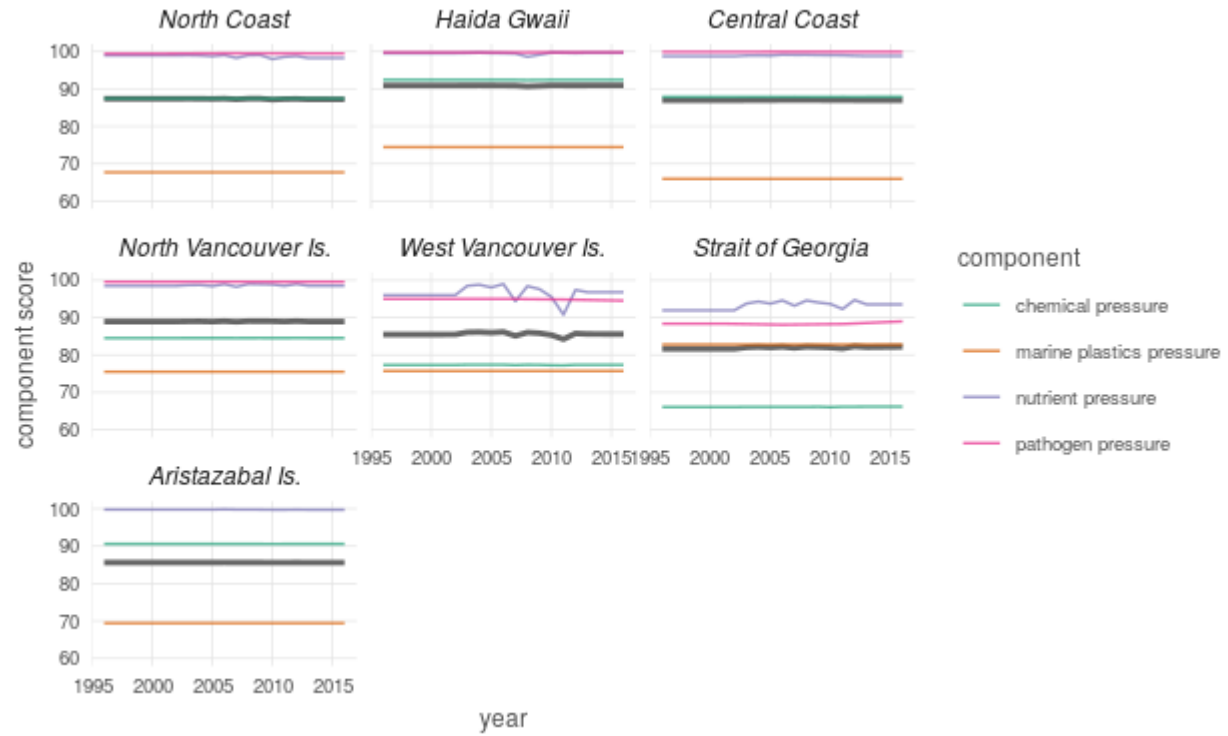 North Coast
Haida Gwaii
Central Coast
100
90
80
70
60
North Vancouver Is.
West Vancouver Is.
Strait of Georgia
100
90
80
70
60
1995 2000 2005 2010 2015
1995 2000 2005 2010 2015
Aristazabal Is.
100
90
80
70
60
1995 2000 2005 2010 2015
component score
year
component
chemical pressure
marine plastics pressure
nutrient pressure
pathogen pressure